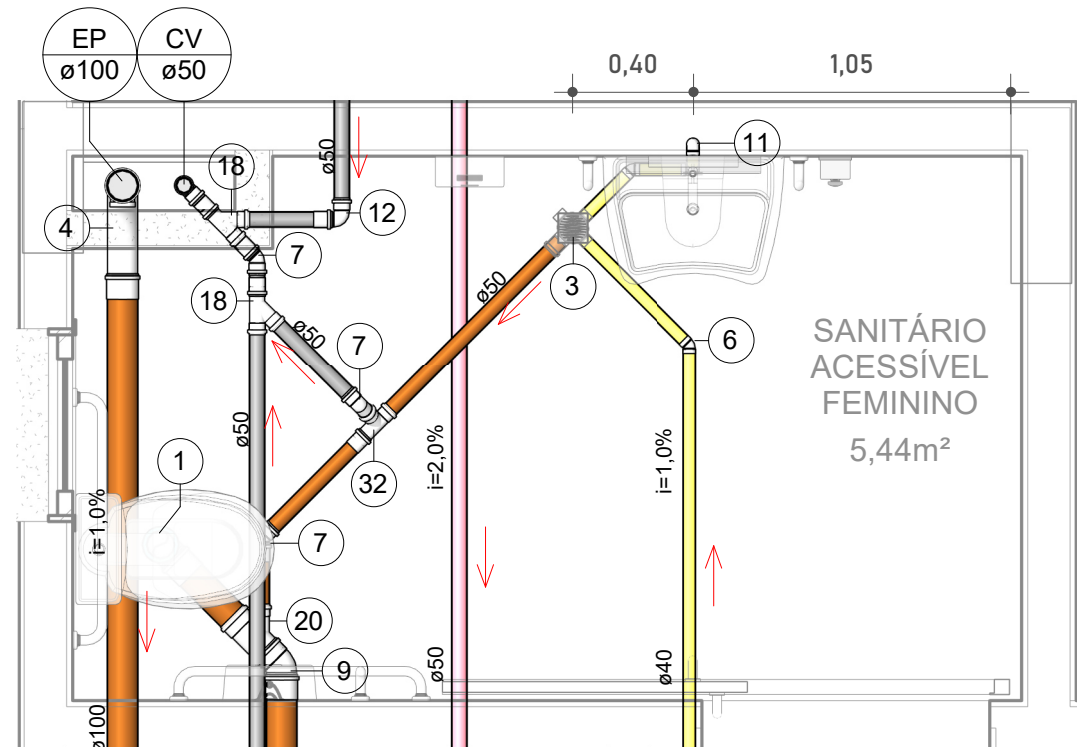 EP
ø100
CV
ø50
0,40
1,05
18
ø50
11
4
12
7
3
18
ø50
ø50
7
6
SANITÁRIO
ACESSÍVEL
FEMININO
5,44m²
ø50
i=2,0%
i=1,0%
1
32
i=1,0%
7
20
9
ø50
ø40
ø100